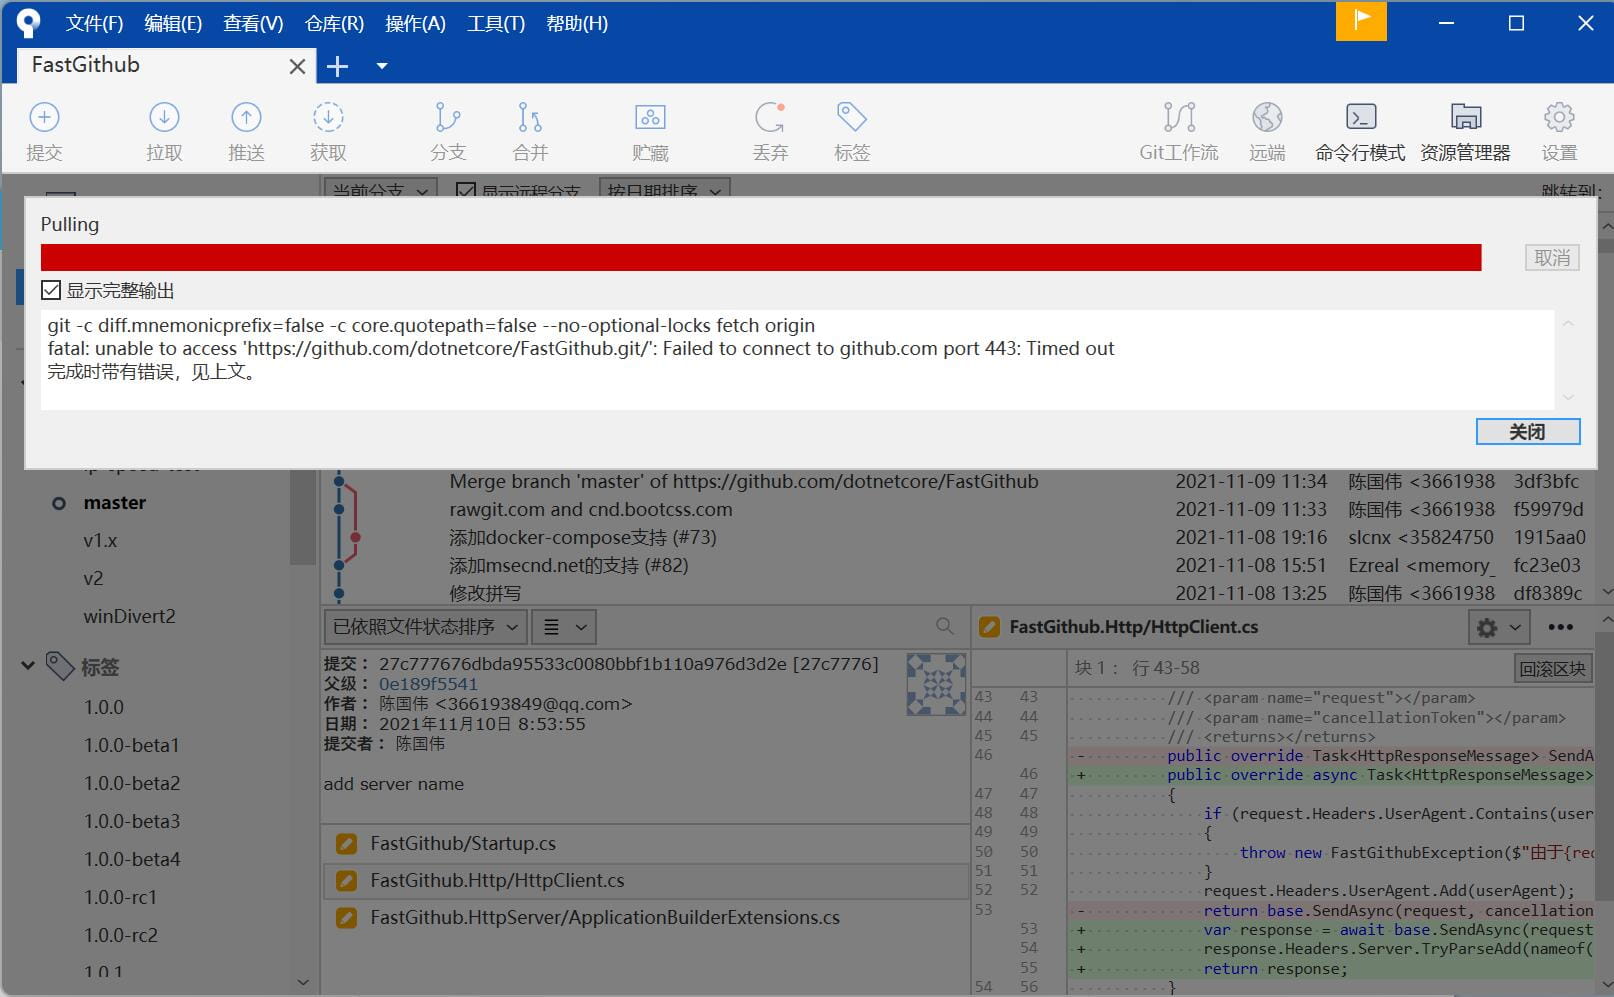 文件(F) 编辑(E) 查看(V) 仓库(R) 操作(A) 工具(T) 帮助(H)
FastGithub
提交 拉取 推送 获取 分支 合并 贮藏 丢弃 标签 Git工作流 远端 命令行模式 资源管理器 设置
当前分支 显示远程分支 按日期排序 跳转到:
Pulling
取消
显示完整输出
git -c diff.mnemonicprefix=false -c core.quotepath=false --no-optional-locks fetch origin
fatal: unable to access 'https://github.com/dotnetcore/FastGithub.git/': Failed to connect to github.com port 443: Timed out
完成时带有错误，见上文。
关闭
master
v1.x
v2
winDivert2
标签
1.0.0
1.0.0-beta1
1.0.0-beta2
1.0.0-beta3
1.0.0-beta4
1.0.0-rc1
1.0.0-rc2
1.0.1
Merge branch 'master' of https://github.com/dotnetcore/FastGithub 2021-11-09 11:34 陈国伟 <3661938 3df3bfc
rawgit.com and cnd.bootcss.com 2021-11-09 11:33 陈国伟 <3661938 f59979d
添加docker-compose支持 (#73) 2021-11-08 19:16 slcnx <35824750 1915aa0
添加msecnd.net的支持 (#82) 2021-11-08 15:51 Ezreal <memory_ fc23e03
修改拼写 2021-11-08 13:25 陈国伟 <3661938 df8389c
已依照文件状态排序
提交： 27c777676dbda95533c0080bbf1b110a976d3d2e [27c7776]
父级： 0e189f5541
作者： 陈国伟 <366193849@qq.com>
日期： 2021年11月10日 8:53:55
提交者： 陈国伟
add server name
FastGithub/Startup.cs
FastGithub.Http/HttpClient.cs
FastGithub.HttpServer/ApplicationBuilderExtensions.cs
FastGithub.Http/HttpClient.cs
块 1： 行 43-58 回滚区块
43 43 /// <param name="request"></param>
44 44 /// <param name="cancellationToken"></param>
45 45 /// <returns></returns>
46 - public override Task<HttpResponseMessage> SendA
46 + public override async Task<HttpResponseMessage>
47 47 {
48 48 if (request.Headers.UserAgent.Contains(user
49 49 {
50 50 throw new FastGithubException($"由于{rec
51 51 }
52 52 request.Headers.UserAgent.Add(userAgent);
53 - return base.SendAsync(request, cancellation
53 + var response = await base.SendAsync(request
54 + response.Headers.Server.TryParseAdd(nameof(
55 + return response;
54 56 }